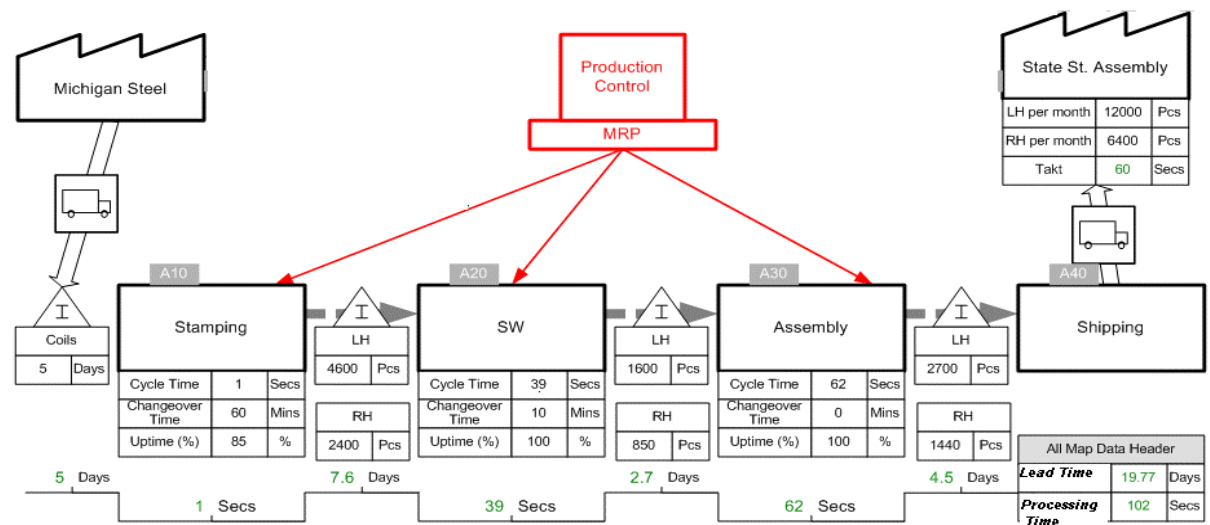 Michigan Steel
Production
Control
MRP
State St. Assembly
LH per month 12000 Pcs
RH per month 6400 Pcs
Takt 60 Secs
A10
A20
A30
A40
I
Coils
5 Days
Stamping
Cycle Time 1 Secs
Changeover
Time 60 Mins
Uptime (%) 85 %
I
LH
4600 Pcs
RH
2400 Pcs
SW
Cycle Time 39 Secs
Changeover
Time 10 Mins
Uptime (%) 100 %
I
LH
1600 Pcs
RH
850 Pcs
Assembly
Cycle Time 62 Secs
Changeover
Time 0 Mins
Uptime (%) 100 %
I
LH
2700 Pcs
RH
1440 Pcs
Shipping
5 Days
1 Secs
7.6 Days
39 Secs
2.7 Days
62 Secs
4.5 Days
All Map Data Header
Lead Time 19.77 Days
Processing
Time 102 Secs